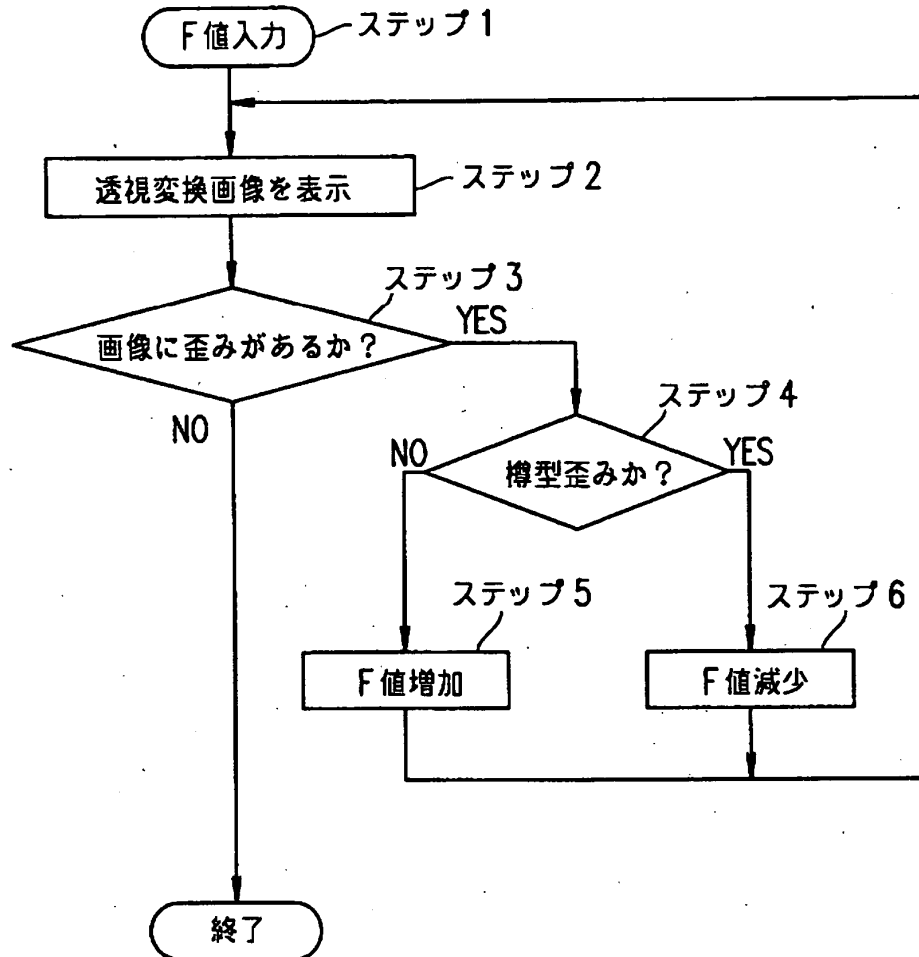 F値入力
ステップ1
透視変換画像を表示
ステップ2
ステップ3
画像に歪みがあるか?
YES
NO
ステップ4
樽型歪みか?
NO
YES
ステップ5
ステップ6
F値増加
F値減少
終了